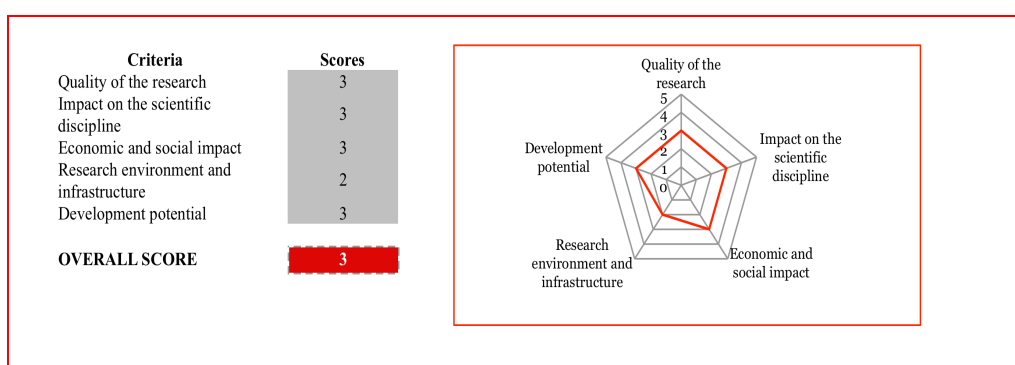 Criteria Scores
Quality of the research 3
Impact on the scientific
discipline 3
Economic and social impact 3
Research environment and
infrastructure 2
Development potential 3
OVERALL SCORE 3
Quality of the
research
5
4
3
2
1
0
Impact on the
scientific
discipline
Economic and
social impact
Research
environment and
infrastructure
Development
potential